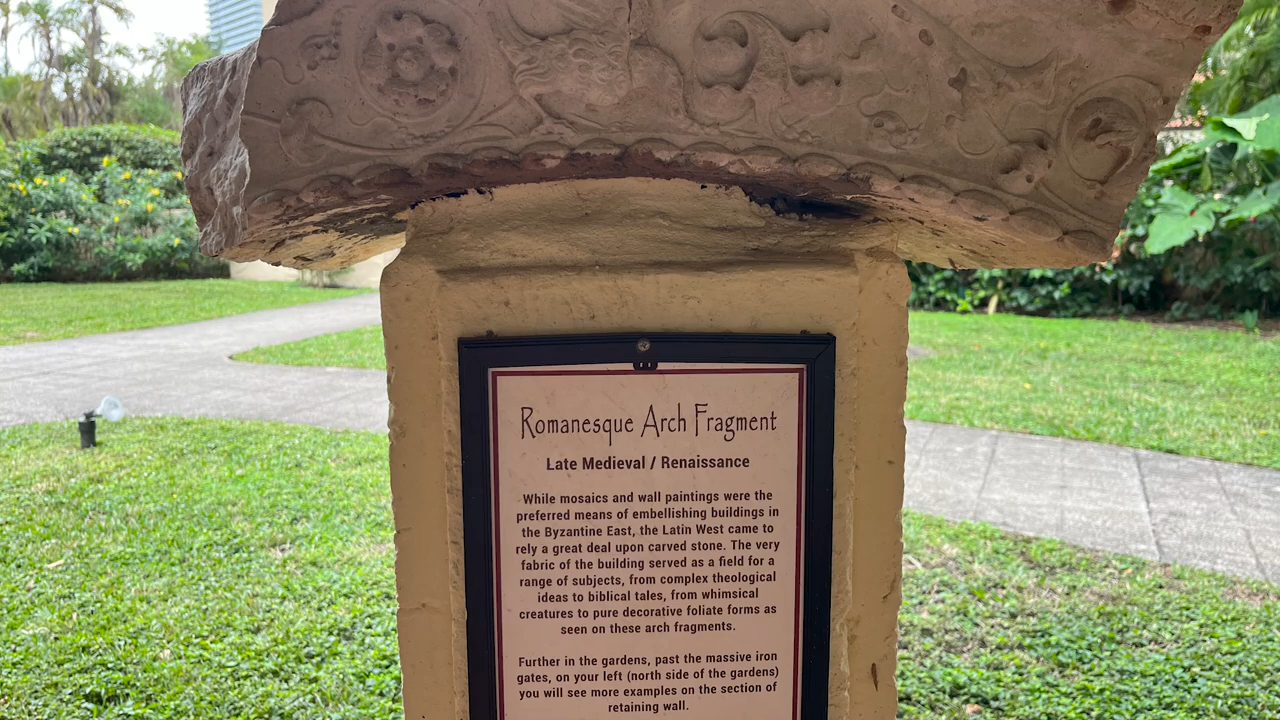 Romanesque Arch Fragment
Late Medieval / Renaissance
While mosaics and wall paintings were the
preferred means of embellishing buildings in
the Byzantine East, the Latin West came to
rely a great deal upon carved stone. The very
fabric of the building served as a field for a
range of subjects, from complex theological
ideas to biblical tales, from whimsical
creatures to pure decorative foliate forms as
seen on these arch fragments.
Further in the gardens, past the massive iron
gates, on your left (north side of the gardens)
you will see more examples on the section of
retaining wall.